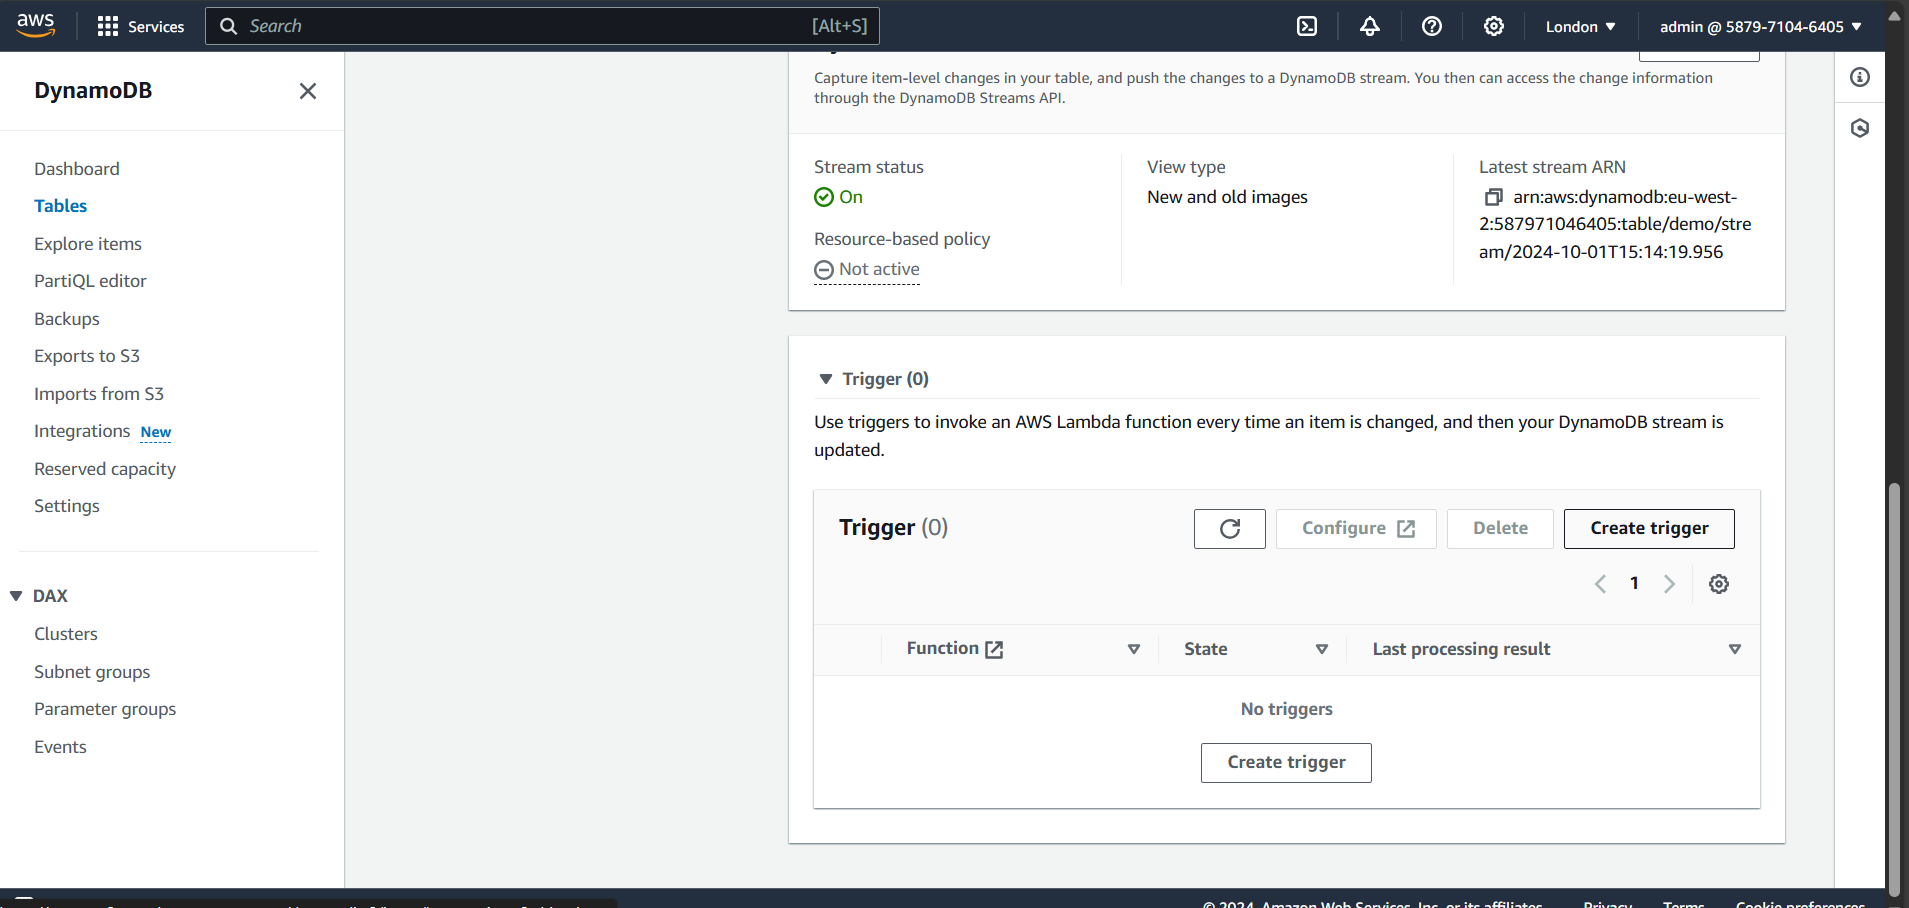 aws
Services
Search
[Alt+S]
London
admin @ 5879-7104-6405
DynamoDB
Dashboard
Tables
Explore items
PartiQL editor
Backups
Exports to S3
Imports from S3
Integrations New
Reserved capacity
Settings
DAX
Clusters
Subnet groups
Parameter groups
Events
Capture item-level changes in your table, and push the changes to a DynamoDB stream. You then can access the change information
through the DynamoDB Streams API.
Stream status
On
Resource-based policy
Not active
View type
New and old images
Latest stream ARN
arn:aws:dynamodb:eu-west-
2:587971046405:table/demo/stre
am/2024-10-01T15:14:19.956
Trigger (0)
Use triggers to invoke an AWS Lambda function every time an item is changed, and then your DynamoDB stream is
updated.
Trigger (0)
Configure
Delete
Create trigger
1
Function
State
Last processing result
No triggers
Create trigger
© 2024, Amazon Web Services, Inc. or its affiliates.
Privacy
Terms
Cookie preferences